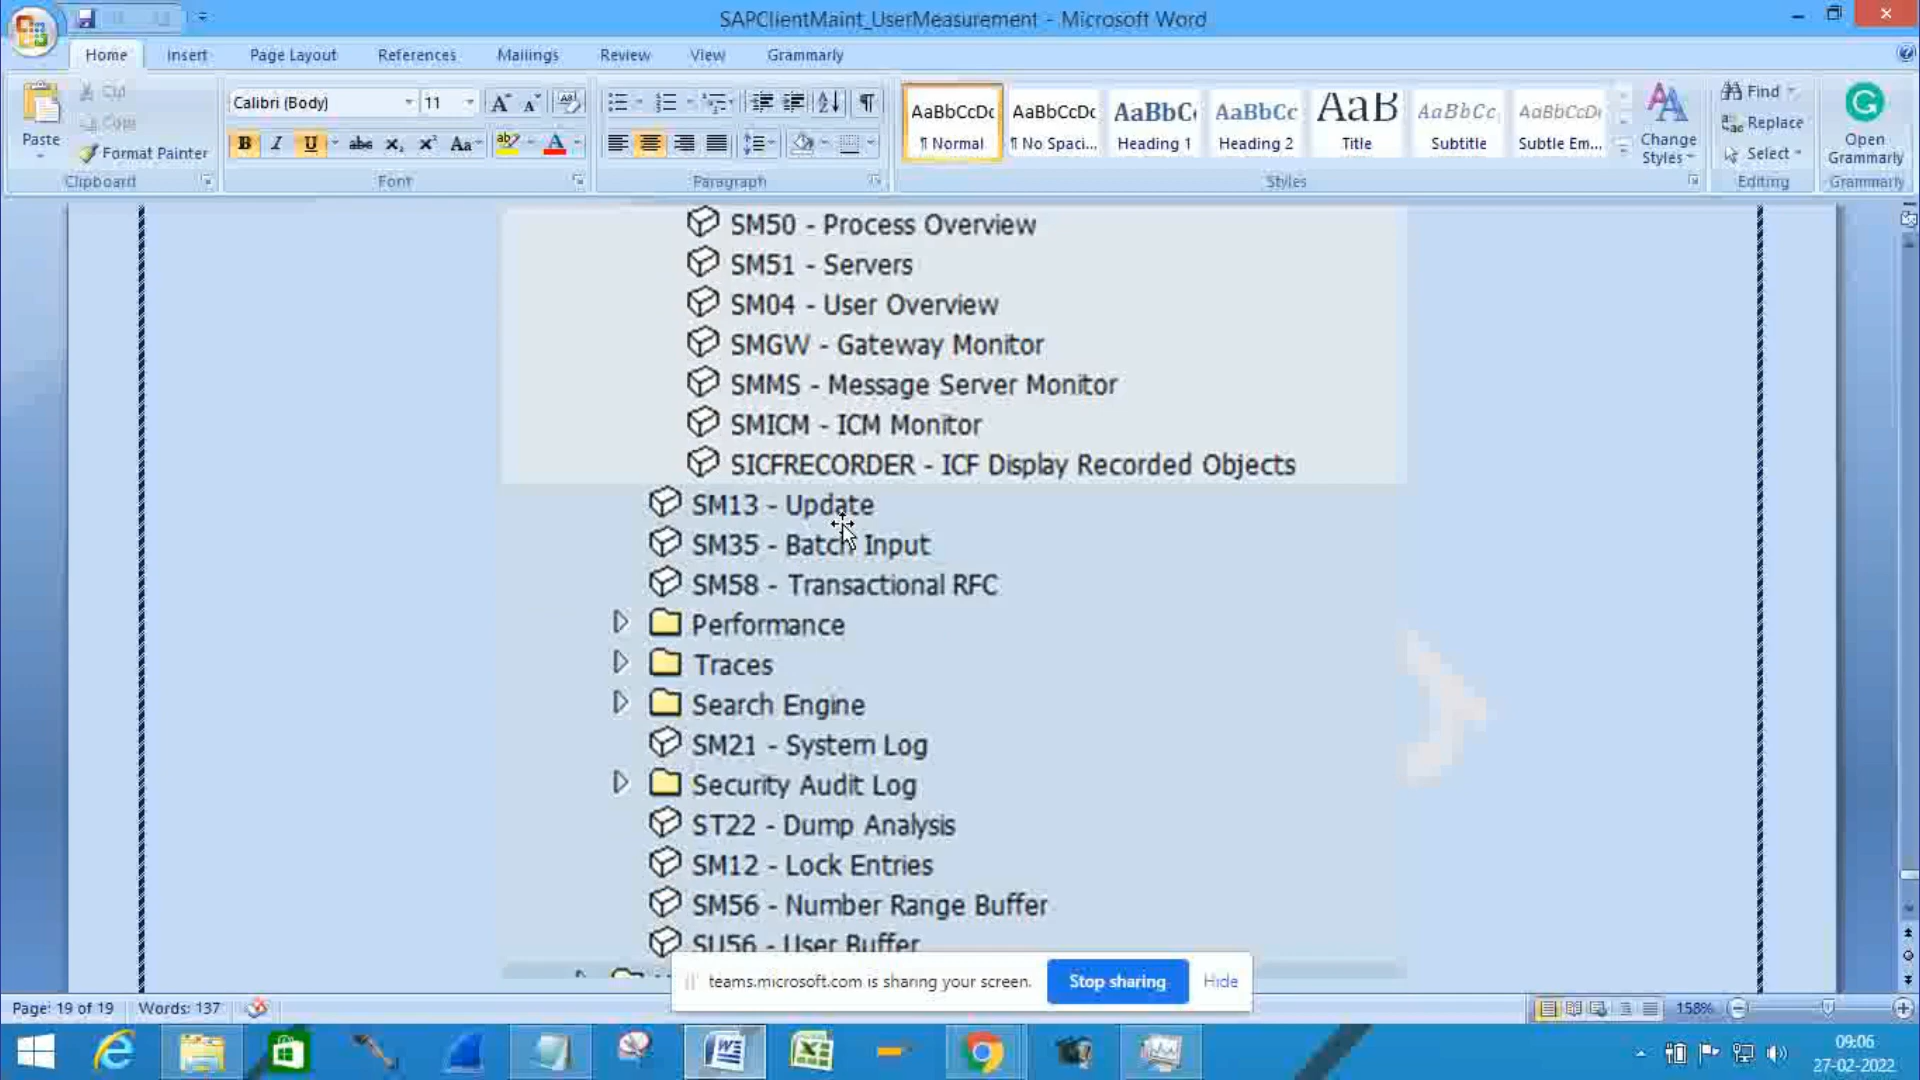 SAPClientMaint_UserMeasurement - Microsoft Word
Home Insert Page Layout References Mailings Review View Grammarly
Paste
Cut
Copy
Format Painter
Clipboard
Calibri (Body) 11
Font
Paragraph
AaBbCcDc AaBbCcDc AaBbC AaBbCc AaB AaBbCc. AaBbCcDi
¶ Normal ¶ No Spaci... Heading 1 Heading 2 Title Subtitle Subtle Em...
Styles
Change Styles
Find
Replace
Select
Editing
Open Grammarly
Grammarly
SM50 - Process Overview
SM51 - Servers
SM04 - User Overview
SMGW - Gateway Monitor
SMMS - Message Server Monitor
SMICM - ICM Monitor
SICFRECORDER - ICF Display Recorded Objects
SM13 - Update
SM35 - Batch Input
SM58 - Transactional RFC
Performance
Traces
Search Engine
SM21 - System Log
Security Audit Log
ST22 - Dump Analysis
SM12 - Lock Entries
SM56 - Number Range Buffer
SU56 - User Buffer
teams.microsoft.com is sharing your screen. Stop sharing Hide
Page: 19 of 19 Words: 137 158%
09:06
27-02-2022